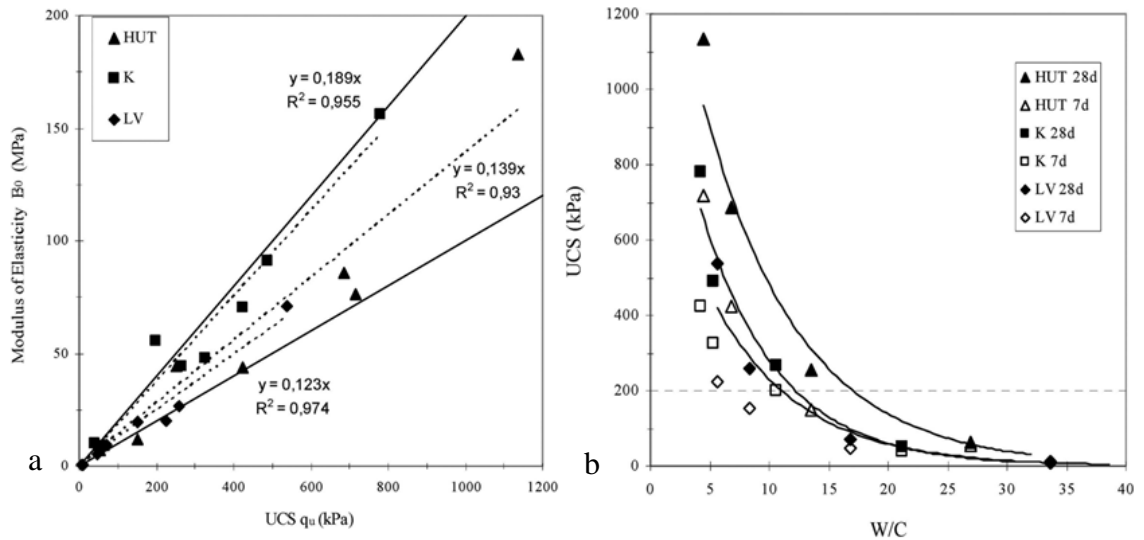 200
150
100
50
0
Modulus of Elasticity E₀ (MPa)
HUT
K
LV
y = 0,189x
R² = 0,955
y = 0,139x
R² = 0,93
y = 0,123x
R² = 0,974
0 200 400 600 800 1000 1200
UCS qᵤ (kPa)
a
1200
1000
800
600
400
200
0
UCS (kPa)
HUT 28d
HUT 7d
K 28d
K 7d
LV 28d
LV 7d
0 5 10 15 20 25 30 35 40
W/C
b